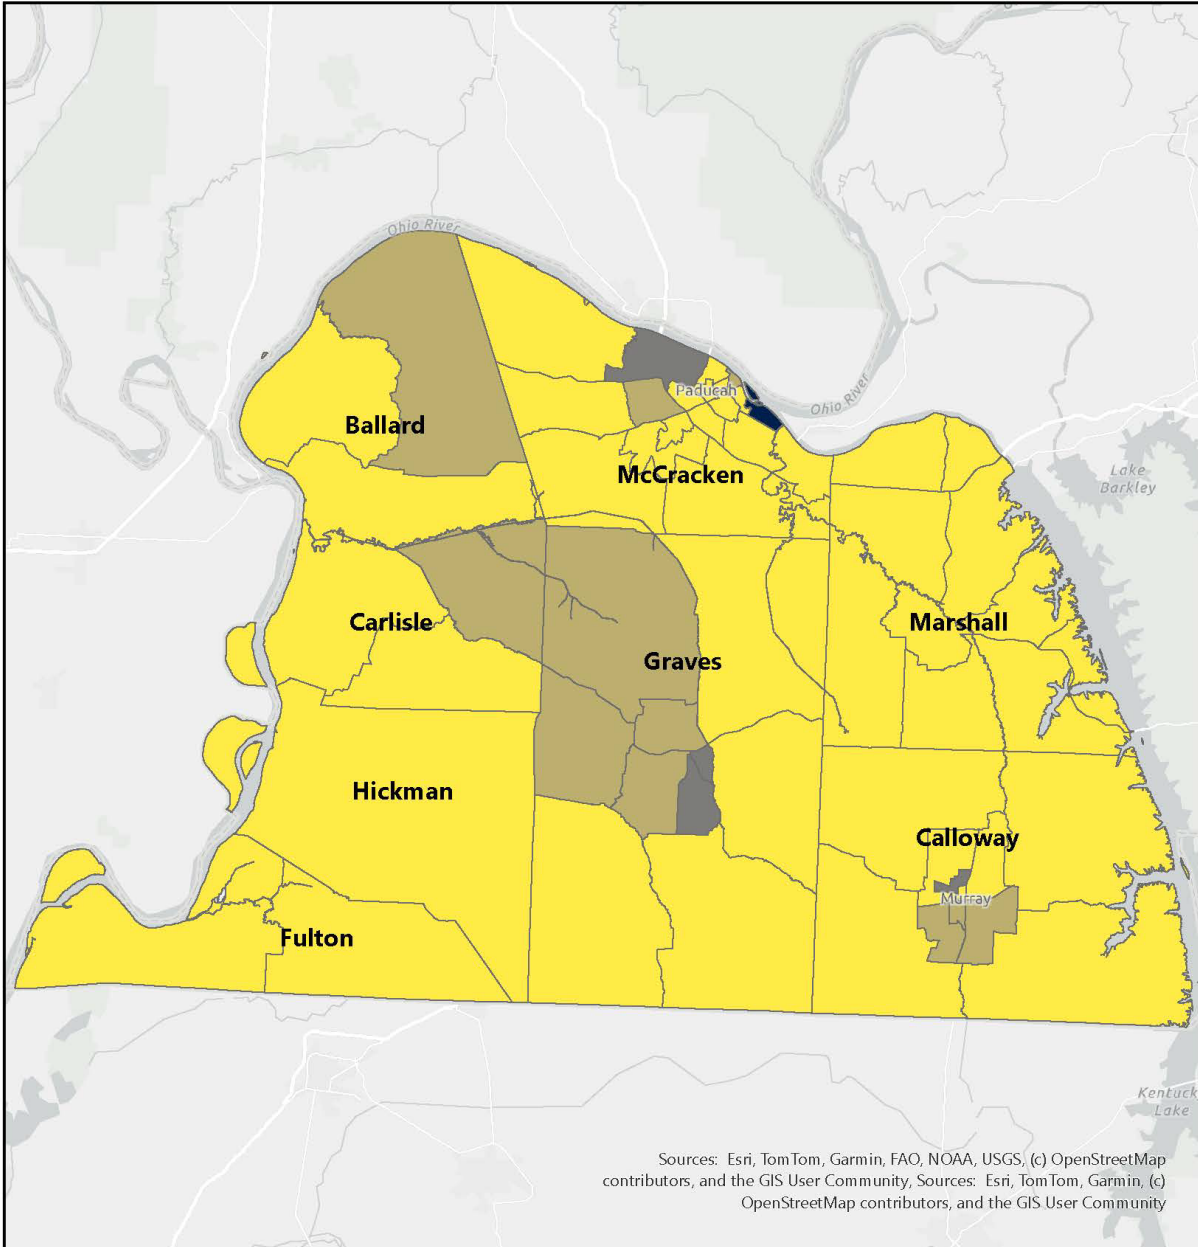 Ohio River
Paducah
Ohio River
Ballard
McCracken
Lake
Barkley
Carlisle
Marshall
Graves
Hickman
Calloway
Murray
Fulton
Kentuck
Lake
Sources: Esri, TomTom, Garmin, FAO, NOAA, USGS, (c) OpenStreetMap
contributors, and the GIS User Community, Sources: Esri, TomTom, Garmin, (c)
OpenStreetMap contributors, and the GIS User Community